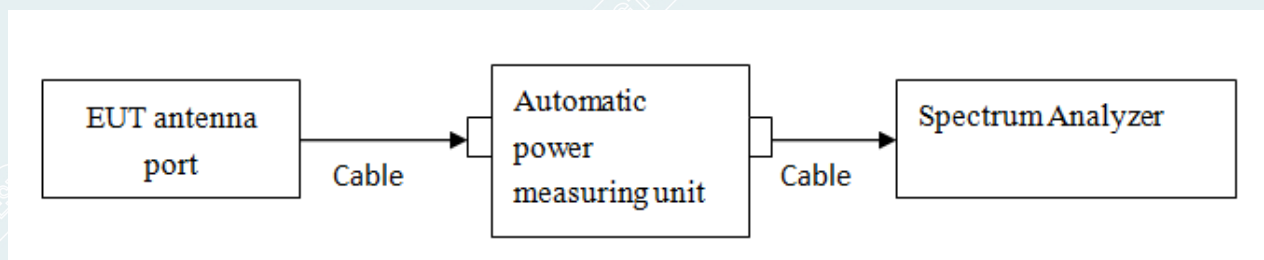 EUT antenna
port
Cable
Automatic
power
measuring unit
Cable
Spectrum Analyzer